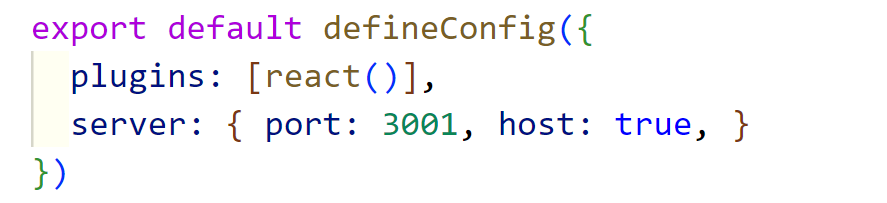 export default defineConfig({
  plugins: [react()],
  server: { port: 3001, host: true, }
})